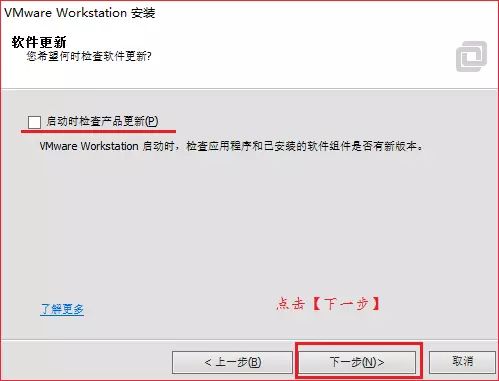 VMware Workstation 安装
软件更新
您希望何时检查软件更新?
启动时检查产品更新(P)
VMware Workstation 启动时，检查应用程序和已安装的软件组件是否有新版本。
了解更多
点击【下一步】
< 上一步(B)
下一步(N)>
取消